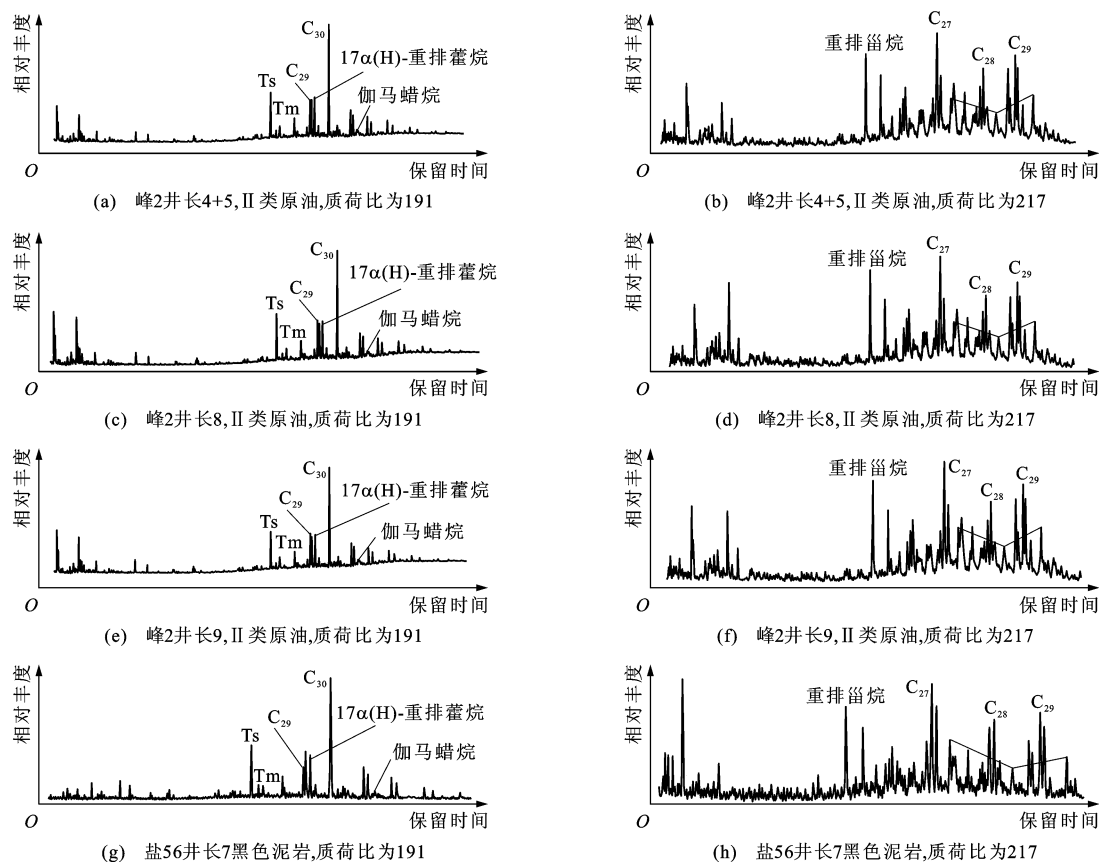 相对丰度
C₃₀
17α(H)-重排藿烷
C₂₉
Ts
Tm
伽马蜡烷
O
保留时间
(a) 峰2井长4+5,Ⅱ类原油,质荷比为191
相对丰度
重排甾烷
C₂₇
C₂₈
C₂₉
O
保留时间
(b) 峰2井长4+5,Ⅱ类原油,质荷比为217
相对丰度
C₃₀
17α(H)-重排藿烷
C₂₉
Ts
Tm
伽马蜡烷
O
保留时间
(c) 峰2井长8,Ⅱ类原油,质荷比为191
相对丰度
重排甾烷
C₂₇
C₂₈
C₂₉
O
保留时间
(d) 峰2井长8,Ⅱ类原油,质荷比为217
相对丰度
C₃₀
17α(H)-重排藿烷
C₂₉
Ts
Tm
伽马蜡烷
O
保留时间
(e) 峰2井长9,Ⅱ类原油,质荷比为191
相对丰度
重排甾烷
C₂₇
C₂₈
C₂₉
O
保留时间
(f) 峰2井长9,Ⅱ类原油,质荷比为217
相对丰度
C₃₀
17α(H)-重排藿烷
C₂₉
Ts
Tm
伽马蜡烷
O
保留时间
(g) 盐56井长7黑色泥岩,质荷比为191
相对丰度
重排甾烷
C₂₇
C₂₈
C₂₉
O
保留时间
(h) 盐56井长7黑色泥岩,质荷比为217